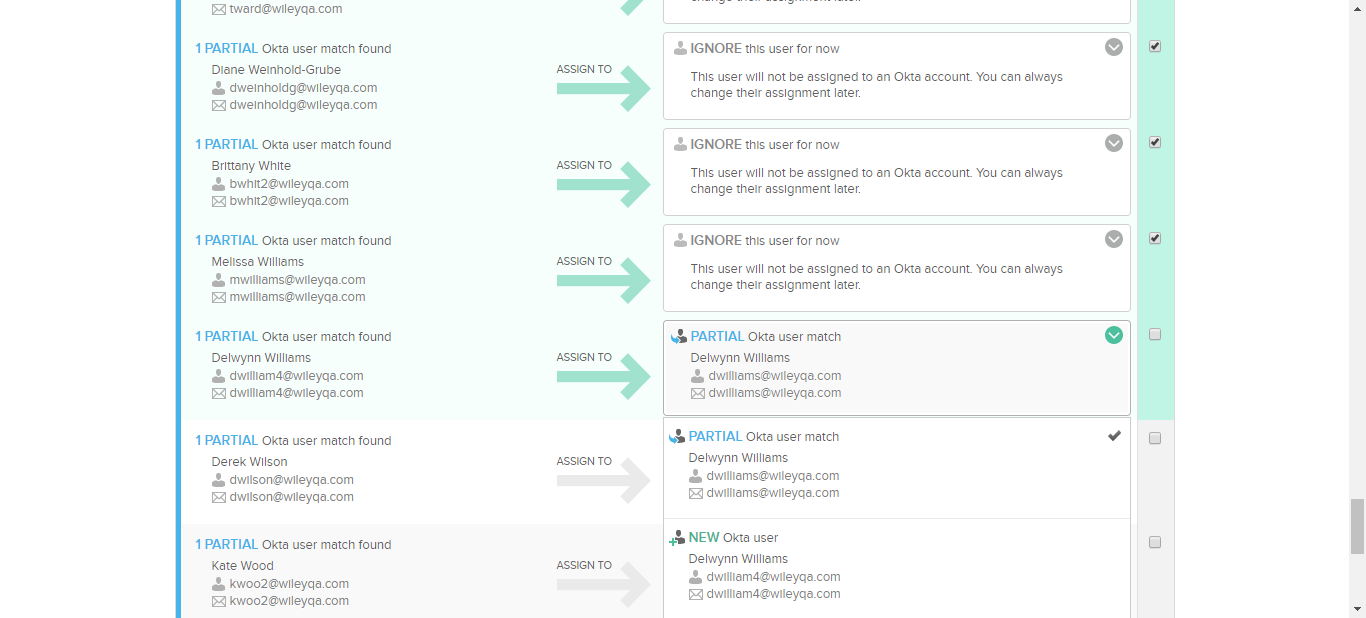 tward@wileyqa.com
change their assignment later.
1 PARTIAL Okta user match found
Diane Weinhold-Grube
dweinholdg@wileyqa.com
dweinholdg@wileyqa.com
ASSIGN TO
IGNORE this user for now
This user will not be assigned to an Okta account. You can always
change their assignment later.
1 PARTIAL Okta user match found
Brittany White
bwhit2@wileyqa.com
bwhit2@wileyqa.com
ASSIGN TO
IGNORE this user for now
This user will not be assigned to an Okta account. You can always
change their assignment later.
1 PARTIAL Okta user match found
Melissa Williams
mwilliams@wileyqa.com
mwilliams@wileyqa.com
ASSIGN TO
IGNORE this user for now
This user will not be assigned to an Okta account. You can always
change their assignment later.
1 PARTIAL Okta user match found
Delwynn Williams
dwilliam4@wileyqa.com
dwilliam4@wileyqa.com
ASSIGN TO
PARTIAL Okta user match
Delwynn Williams
dwilliams@wileyqa.com
dwilliams@wileyqa.com
1 PARTIAL Okta user match found
Derek Wilson
dwilson@wileyqa.com
dwilson@wileyqa.com
ASSIGN TO
PARTIAL Okta user match
Delwynn Williams
dwilliams@wileyqa.com
dwilliams@wileyqa.com
1 PARTIAL Okta user match found
Kate Wood
kwoo2@wileyqa.com
kwoo2@wileyqa.com
ASSIGN TO
NEW Okta user
Delwynn Williams
dwilliam4@wileyqa.com
dwilliam4@wileyqa.com